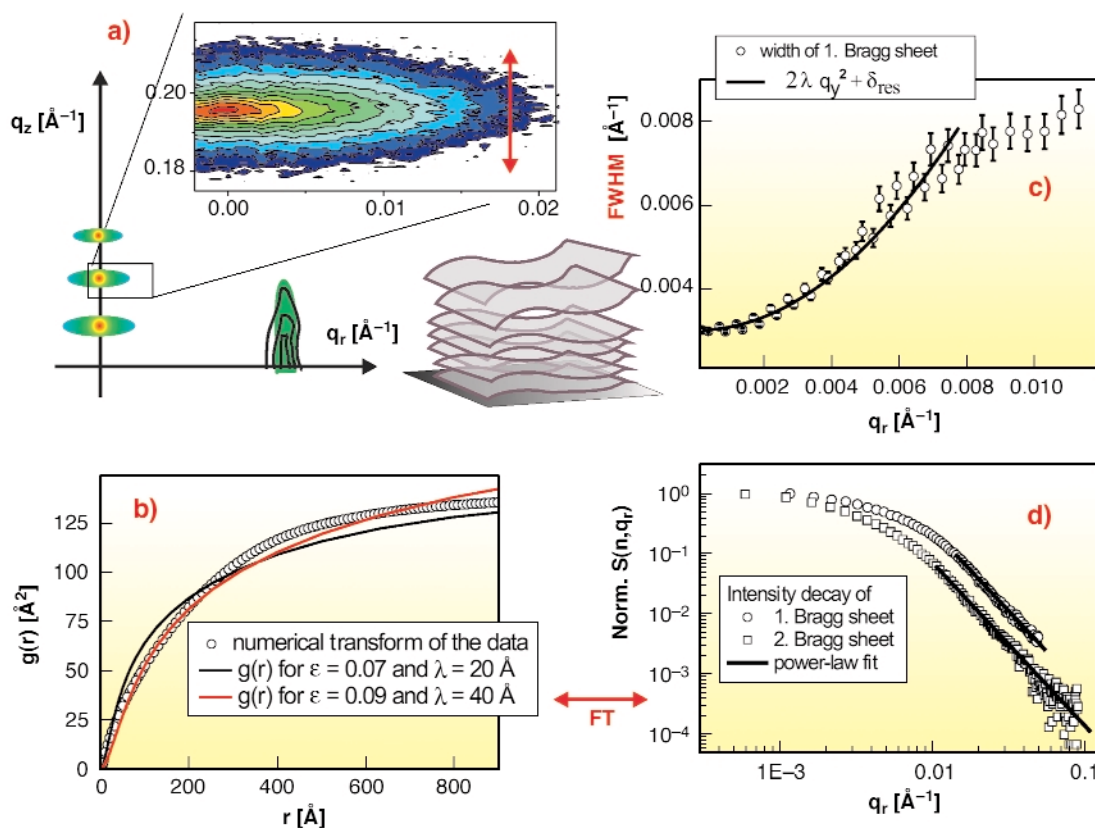 a)
q_z [Å⁻¹]
0.20
0.18
0.00
0.01
0.02
q_r [Å⁻¹]
width of 1. Bragg sheet
2λ q_y² + δ_res
[Å⁻¹]
FWHM
0.008
0.006
0.004
c)
0.002
0.004
0.006
0.008
0.010
q_r [Å⁻¹]
b)
g(r) [Å²]
125
100
75
50
25
0
numerical transform of the data
g(r) for ε = 0.07 and λ = 20 Å
g(r) for ε = 0.09 and λ = 40 Å
0
200
400
600
800
r [Å]
FT
d)
Norm. S(n,q_r)
10⁰
10⁻¹
10⁻²
10⁻³
10⁻⁴
Intensity decay of
1. Bragg sheet
2. Bragg sheet
power-law fit
1E–3
0.01
0.1
q_r [Å⁻¹]